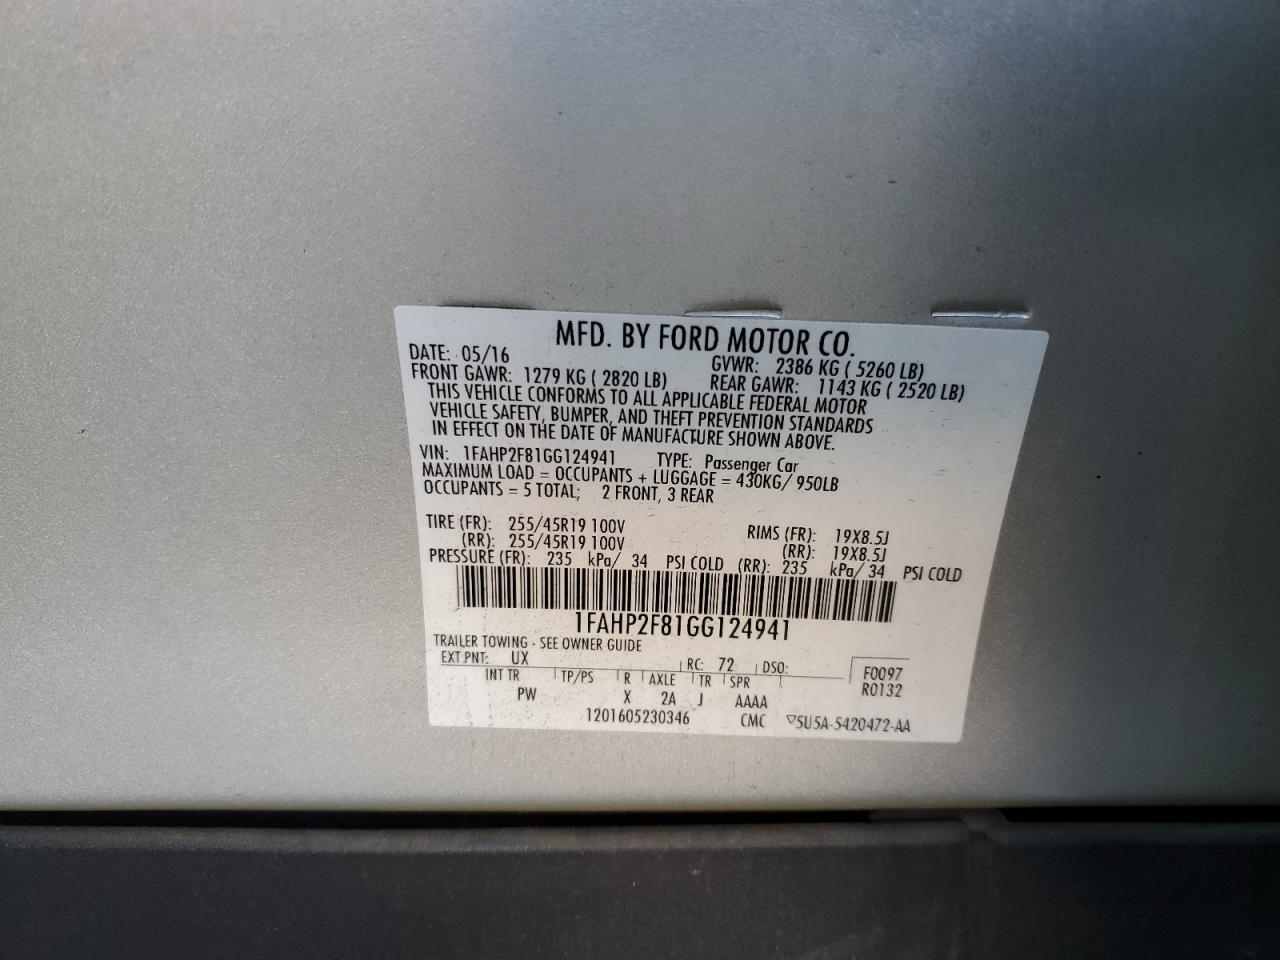 MFD. BY FORD MOTOR CO.
DATE: 05/16 GVWR: 2386 KG ( 5260 LB)
FRONT GAWR: 1279 KG ( 2820 LB) REAR GAWR: 1143 KG ( 2520 LB)
THIS VEHICLE CONFORMS TO ALL APPLICABLE FEDERAL MOTOR
VEHICLE SAFETY, BUMPER, AND THEFT PREVENTION STANDARDS
IN EFFECT ON THE DATE OF MANUFACTURE SHOWN ABOVE.
VIN: 1FAHP2F81GG124941 TYPE: Passenger Car
MAXIMUM LOAD = OCCUPANTS + LUGGAGE = 430KG/ 950LB
OCCUPANTS = 5 TOTAL; 2 FRONT, 3 REAR
TIRE (FR): 255/45R19 100V RIMS (FR): 19X8.5J
(RR): 255/45R19 100V (RR): 19X8.5J
PRESSURE (FR): 235 kPa/ 34 PSI COLD (RR): 235 kPa/ 34 PSI COLD
1FAHP2F81GG124941
TRAILER TOWING - SEE OWNER GUIDE
EXT PNT: UX RC: 72 DSO: F0097
INT TR TP/PS R AXLE TR SPR R0132
PW X 2A J AAAA
1201605230346 CMC ▽5U5A-5420472-AA